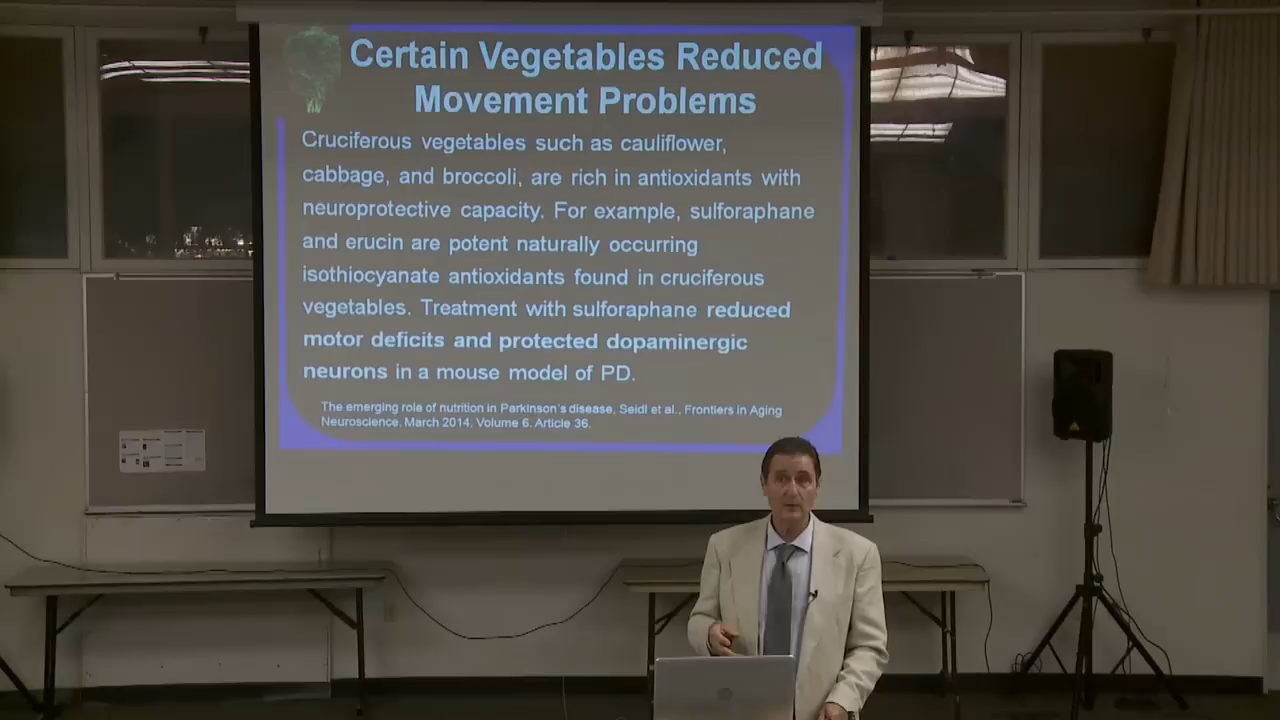 Certain Vegetables Reduced
Movement Problems
Cruciferous vegetables such as cauliflower,
cabbage, and broccoli, are rich in antioxidants with
neuroprotective capacity. For example, sulforaphane
and erucin are potent naturally occurring
isothiocyanate antioxidants found in cruciferous
vegetables. Treatment with sulforaphane reduced
motor deficits and protected dopaminergic
neurons in a mouse model of PD.
The emerging role of nutrition in Parkinson's disease, Seidl et al., Frontiers in Aging
Neuroscience, March 2014, Volume 6, Article 36.